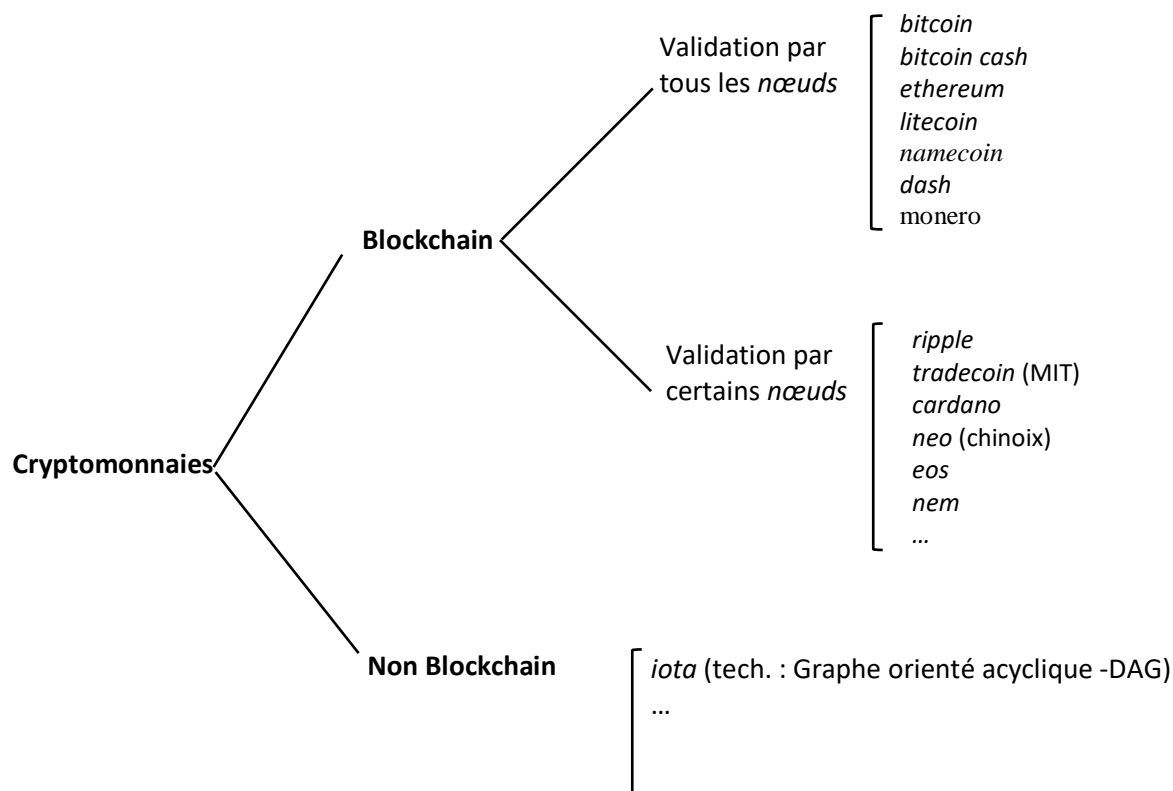 Validation par
tous les nœuds
bitcoin
bitcoin cash
ethereum
litecoin
namecoin
dash
monero
Blockchain
Validation par
certains nœuds
ripple
tradecoin (MIT)
cardano
neo (chinoix)
eos
nem
…
Cryptomonnaies
Non Blockchain
iota (tech. : Graphe orienté acyclique -DAG)
…